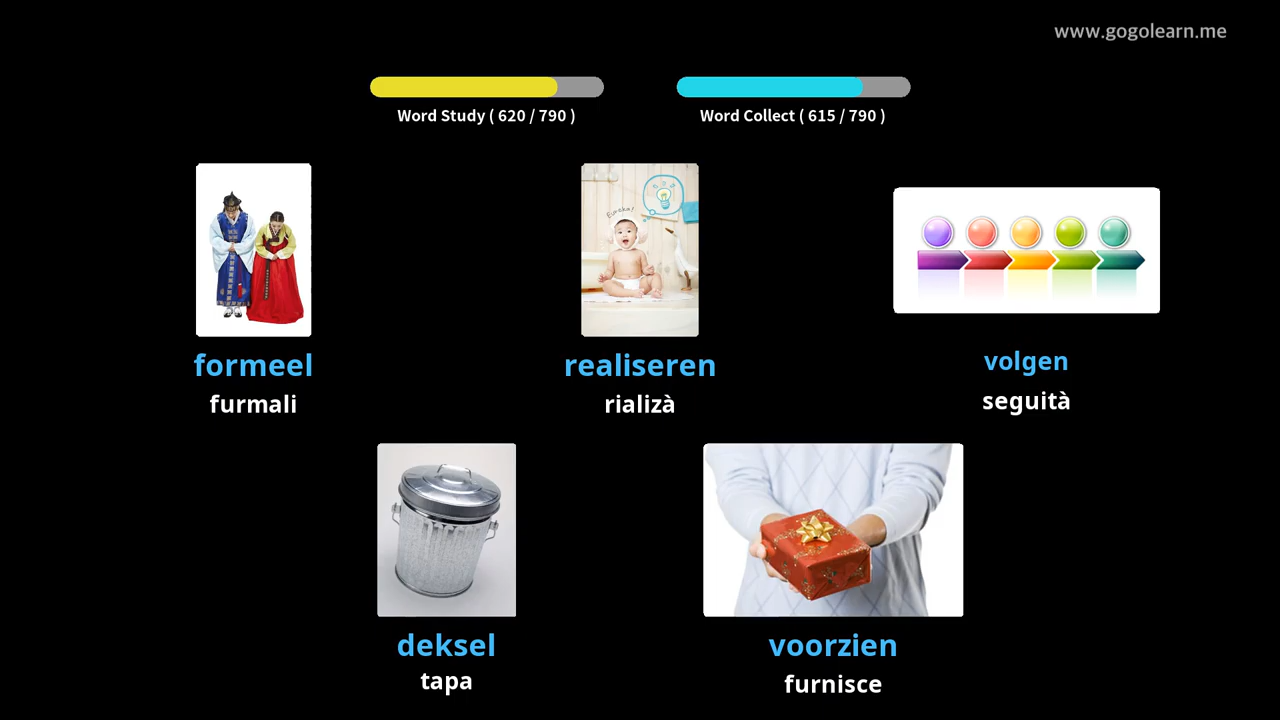 www.gogolearn.me
Word Study ( 620 / 790 )
Word Collect ( 615 / 790 )
Eureka!
formeel
furmali
realiseren
rializà
volgen
seguità
deksel
tapa
voorzien
furnisce